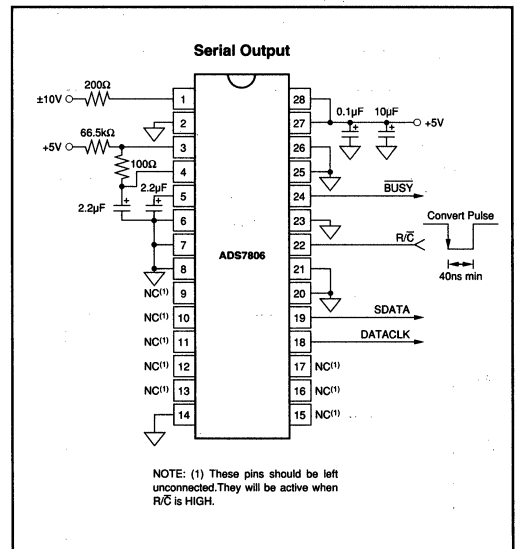 Serial Output
±10V
200Ω
+5V
66.5kΩ
100Ω
2.2µF
2.2µF
+
+
1
2
3
4
5
6
7
8
NC(1) 9
NC(1) 10
NC(1) 11
NC(1) 12
NC(1) 13
14
ADS7806
28
27
26
25
24
23
22
21
20
19
18
17 NC(1)
16 NC(1)
15 NC(1)
0.1µF 10µF
+ +
+5V
BUSY
Convert Pulse
R/C̅
40ns min
SDATA
DATACLK
NOTE: (1) These pins should be left
unconnected.They will be active when
R/C̅ is HIGH.